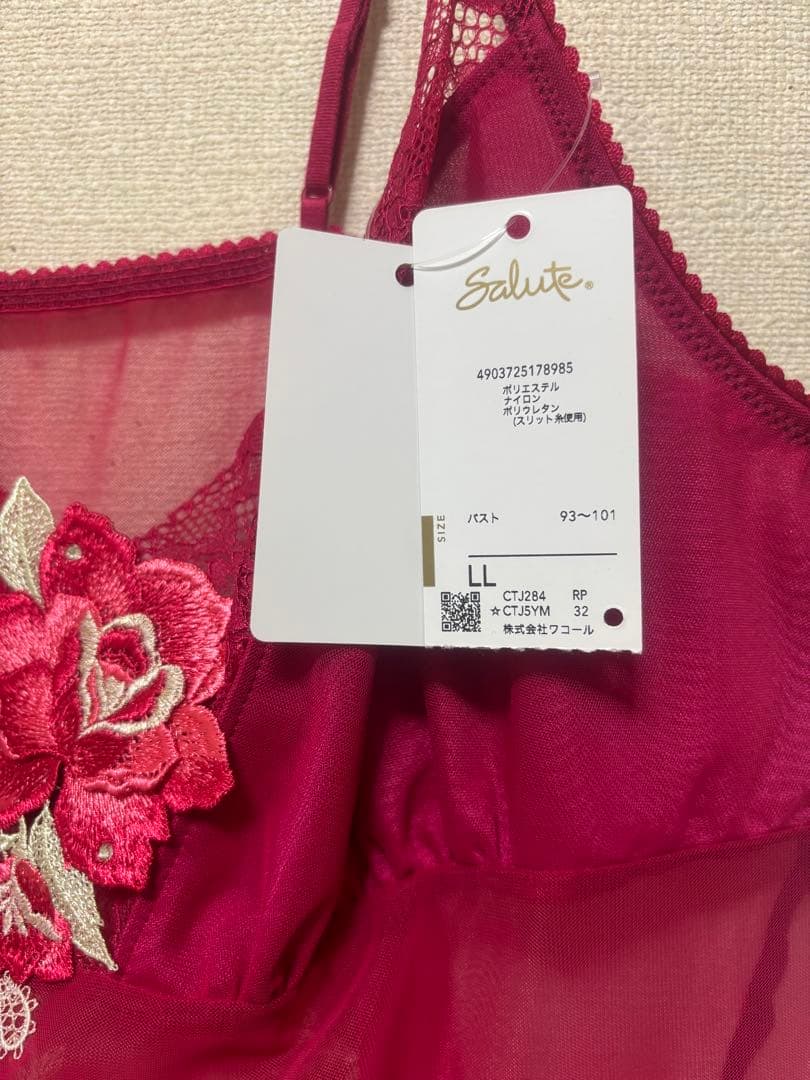 Salute®
4903725178985
ポリエステル
ナイロン
ポリウレタン
(スリット糸使用)
SIZE
バスト 93〜101
LL
CTJ284 RP
☆CTJ5YM 32
株式会社ワコール